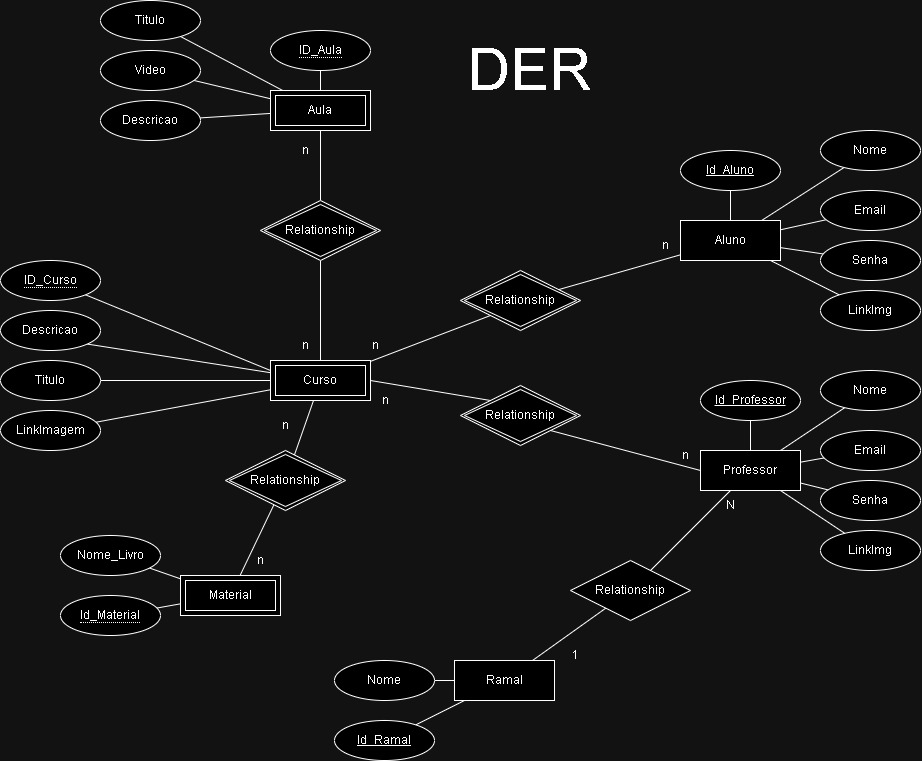 DER
Titulo
ID_Aula
Video
Aula
Descricao
n
Relationship
Id_Aluno
Nome
Email
Aluno
Senha
LinkImg
n
Relationship
ID_Curso
Descricao
Titulo
LinkImagem
n
n
Curso
n
n
Relationship
n
Id_Professor
Nome
Email
Professor
Senha
LinkImg
N
Relationship
n
Nome_Livro
Material
Id_Material
Relationship
1
Nome
Ramal
Id_Ramal